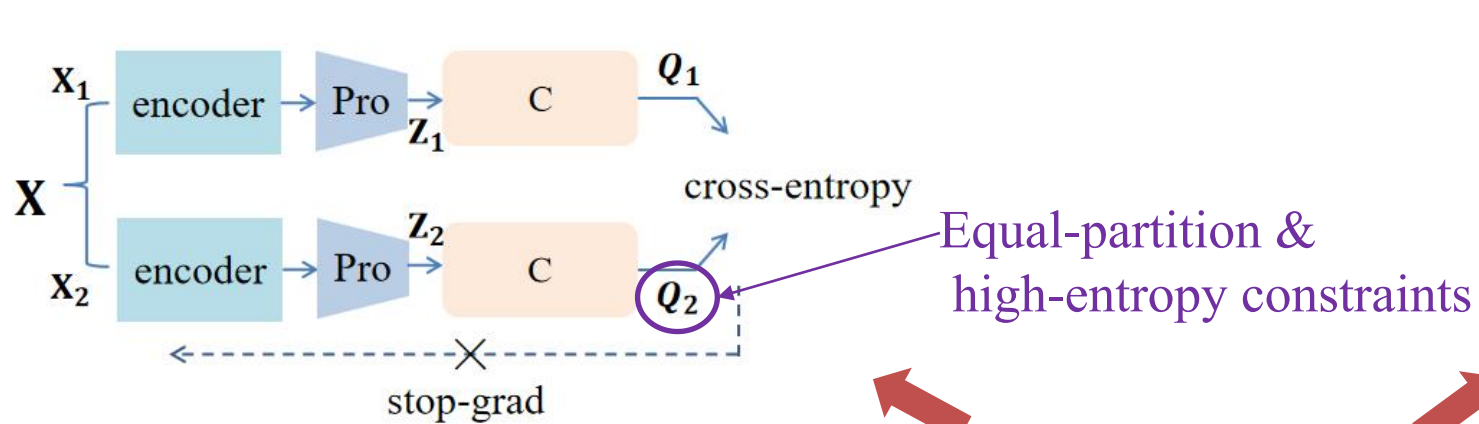 X₁
encoder
Pro
Z₁
C
Q₁
X
cross-entropy
X₂
encoder
Pro
Z₂
C
Q₂
Equal-partition &
high-entropy constraints
stop-grad